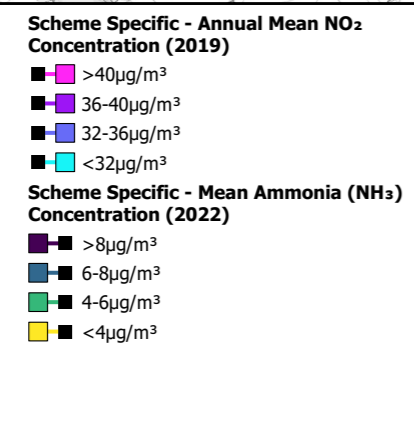 Scheme Specific - Annual Mean NO₂
Concentration (2019)
>40µg/m³
36-40µg/m³
32-36µg/m³
<32µg/m³
Scheme Specific - Mean Ammonia (NH₃)
Concentration (2022)
>8µg/m³
6-8µg/m³
4-6µg/m³
<4µg/m³